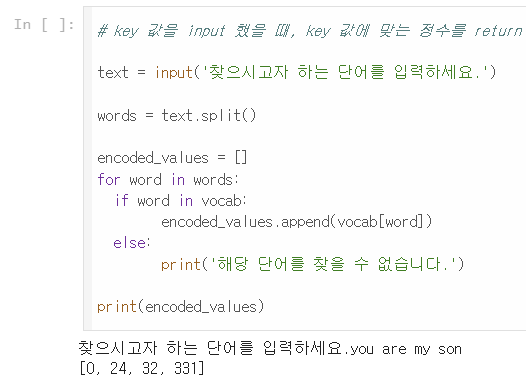 In [ ]:
# key 값을 input 했을 때, key 값에 맞는 정수를 return
text = input('찾으시고자 하는 단어를 입력하세요.')
words = text.split()
encoded_values = []
for word in words:
if word in vocab:
encoded_values.append(vocab[word])
else:
print('해당 단어를 찾을 수 없습니다.')
print(encoded_values)
찾으시고자 하는 단어를 입력하세요.you are my son
[0, 24, 32, 331]